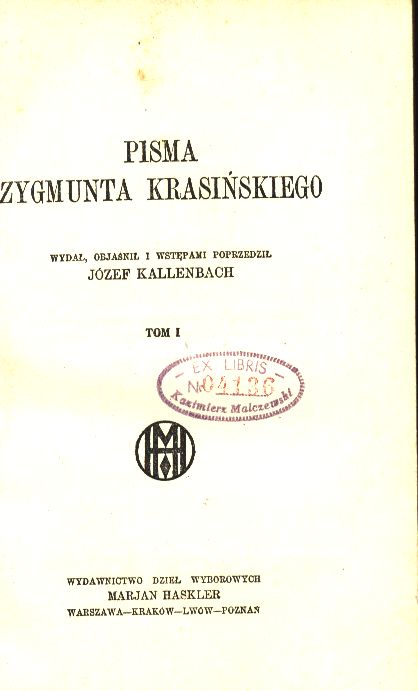 PISMA
ZYGMUNTA KRASIŃSKIEGO
WYDAŁ, OBJAŚNIŁ I WSTĘPAMI POPRZEDZIŁ
JÓZEF KALLENBACH
TOM I
EX LIBRIS
No 04136
Kazimierz Malczewski
WYDAWNICTWO DZIEŁ WYBOROWYCH
MARJAN HASKLER
WARSZAWA—KRAKÓW—LWÓW—POZNAŃ